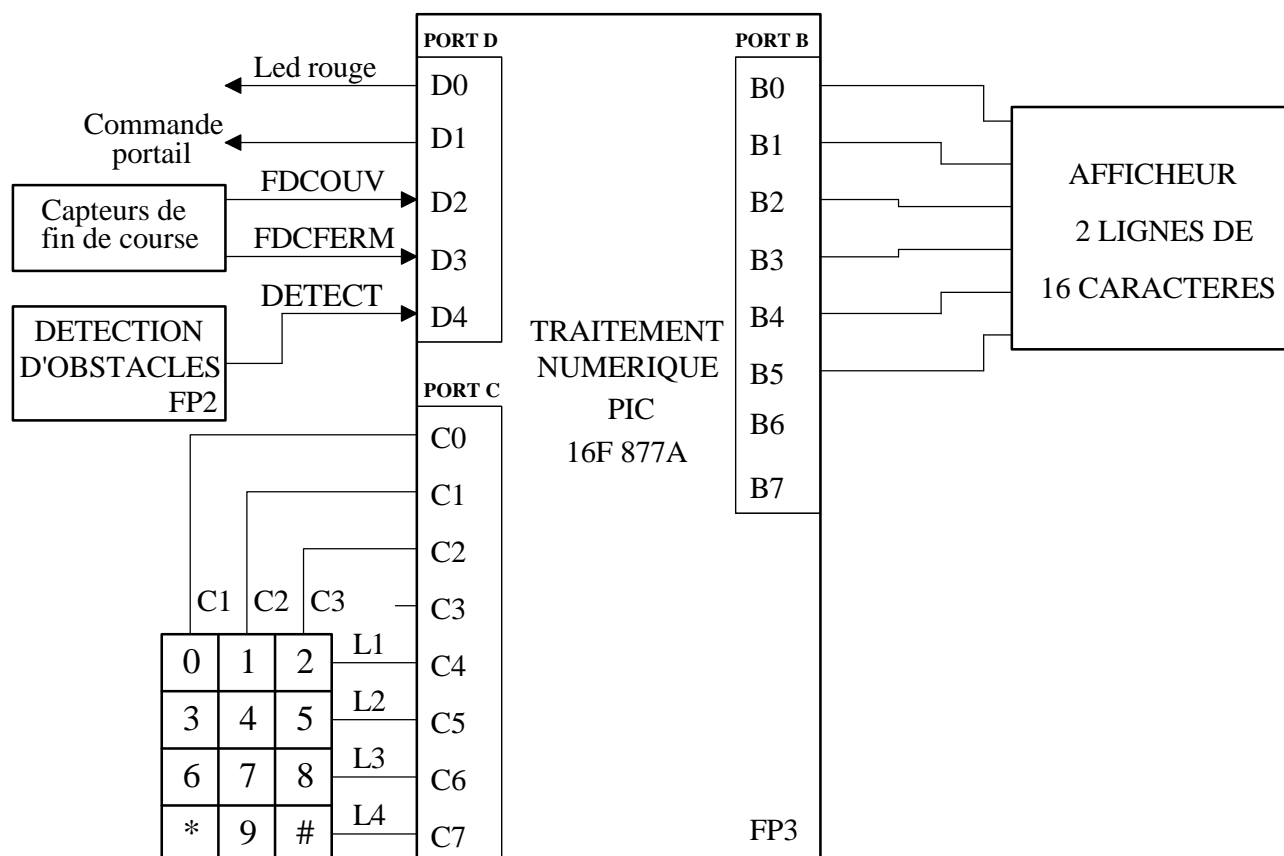 PORT D
PORT B
Led rouge
D0
B0
Commande
portail
D1
B1
AFFICHEUR
2 LIGNES DE
16 CARACTERES
FDCOUV
D2
B2
Capteurs de
fin de course
FDCFERM
D3
B3
DETECT
D4
B4
DETECTION
D'OBSTACLES
FP2
TRAITEMENT
NUMERIQUE
PIC
16F 877A
B5
B6
B7
PORT C
C0
C1
C2
C3
C4
C5
C6
C7
C1 C2 C3
L1
L2
L3
L4
0 1 2
3 4 5
6 7 8
* 9 #
FP3